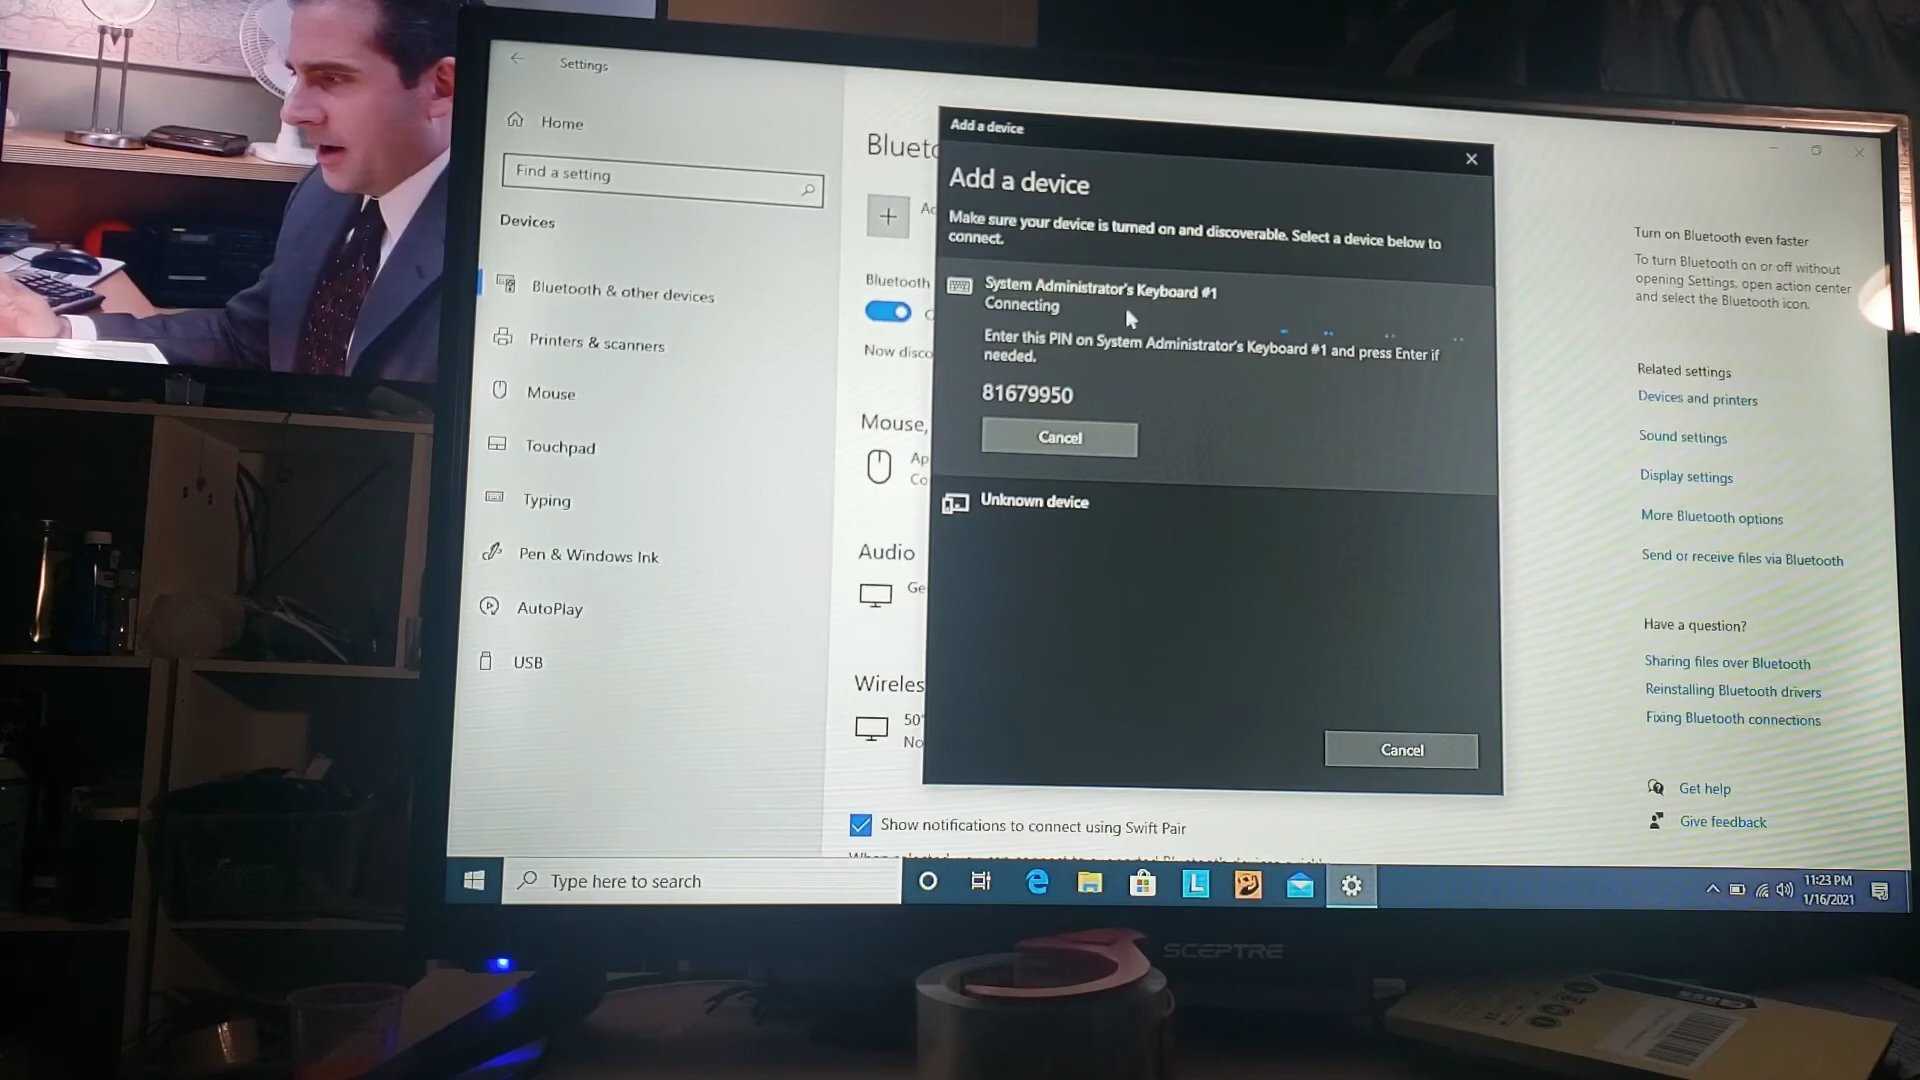 Settings
Home
Find a setting
Devices
Bluetooth & other devices
Printers & scanners
Mouse
Touchpad
Typing
Pen & Windows Ink
AutoPlay
USB
Blueto
Ad
Bluetooth
Now disco
Mouse,
Ap
Co
Audio
Ge
Wireles
50"
No
Show notifications to connect using Swift Pair
Add a device
Add a device
Make sure your device is turned on and discoverable. Select a device below to
connect.
System Administrator's Keyboard #1
Connecting
Enter this PIN on System Administrator's Keyboard #1 and press Enter if
needed.
81679950
Cancel
Unknown device
Cancel
Turn on Bluetooth even faster
To turn Bluetooth on or off without
opening Settings, open action center
and select the Bluetooth icon.
Related settings
Devices and printers
Sound settings
Display settings
More Bluetooth options
Send or receive files via Bluetooth
Have a question?
Sharing files over Bluetooth
Reinstalling Bluetooth drivers
Fixing Bluetooth connections
Get help
Give feedback
Type here to search
L
11:23 PM
1/16/2021
SCEPTRE